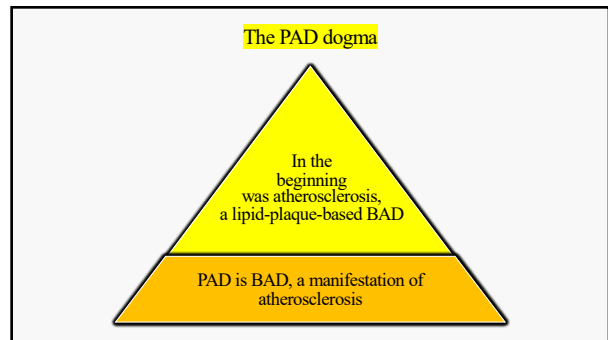 The PAD dogma
In the
beginning
was atherosclerosis,
a lipid-plaque-based BAD
PAD is BAD, a manifestation of
atherosclerosis